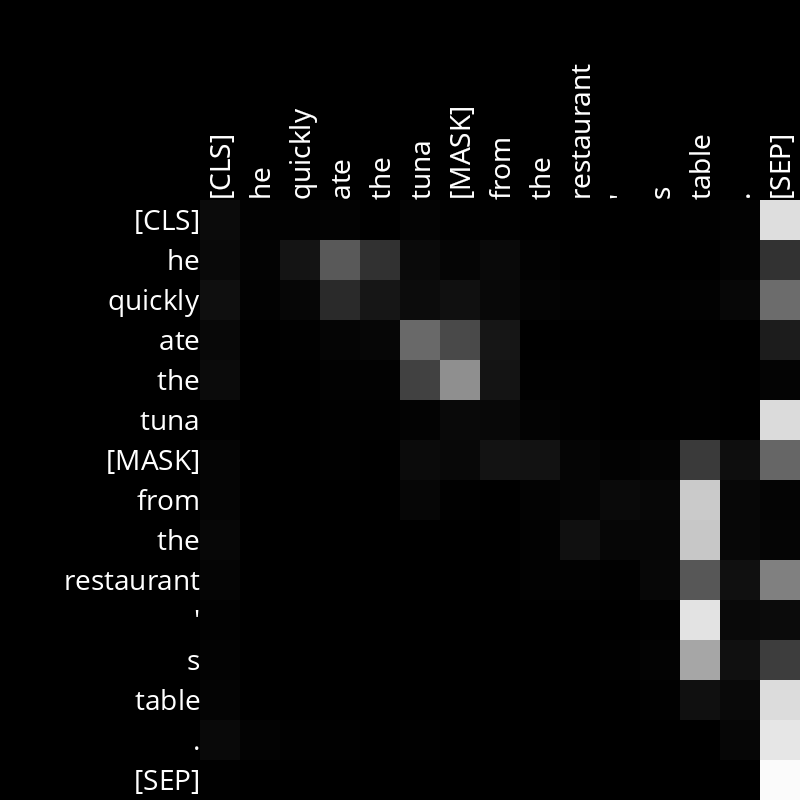 [CLS]
he
quickly
ate
the
tuna
[MASK]
from
the
restaurant
'
s
table
.
[SEP]
[CLS]
he
quickly
ate
the
tuna
[MASK]
from
the
restaurant
'
s
table
.
[SEP]